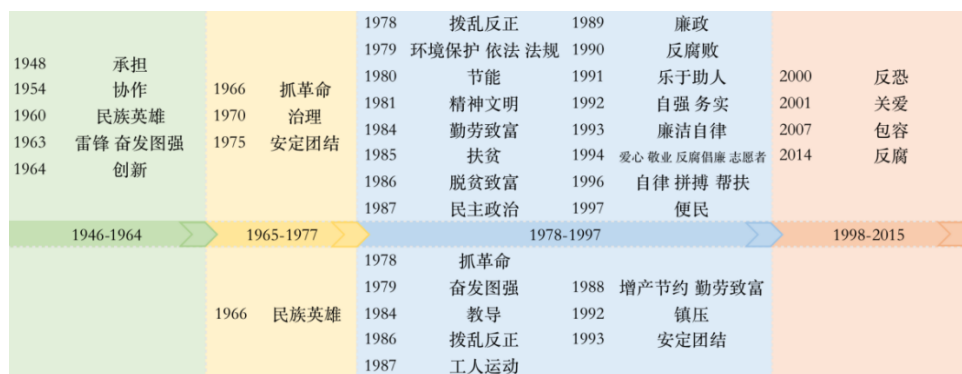 1948 承担
1954 协作
1960 民族英雄
1963 雷锋 奋发图强
1964 创新
1966 抓革命
1970 治理
1975 安定团结
1978 拨乱反正
1979 环境保护 依法 法规
1980 节能
1981 精神文明
1984 勤劳致富
1985 扶贫
1986 脱贫致富
1987 民主政治
1989 廉政
1990 反腐败
1991 乐于助人
1992 自强 务实
1993 廉洁自律
1994 爱心 敬业 反腐倡廉 志愿者
1996 自律 拼搏 帮扶
1997 便民
2000 反恐
2001 关爱
2007 包容
2014 反腐
1946-1964
1965-1977
1978-1997
1998-2015
1966 民族英雄
1978 抓革命
1979 奋发图强
1984 教导
1986 拨乱反正
1987 工人运动
1988 增产节约 勤劳致富
1992 镇压
1993 安定团结